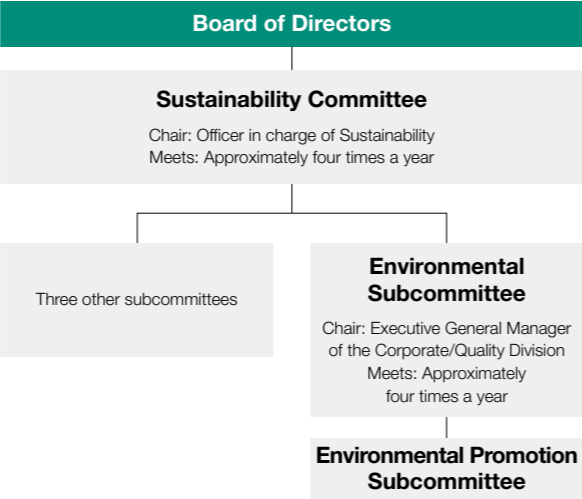 Board of Directors
Sustainability Committee
Chair: Officer in charge of Sustainability
Meets: Approximately four times a year
Three other subcommittees
Environmental
Subcommittee
Chair: Executive General Manager
of the Corporate/Quality Division
Meets: Approximately
four times a year
Environmental Promotion
Subcommittee